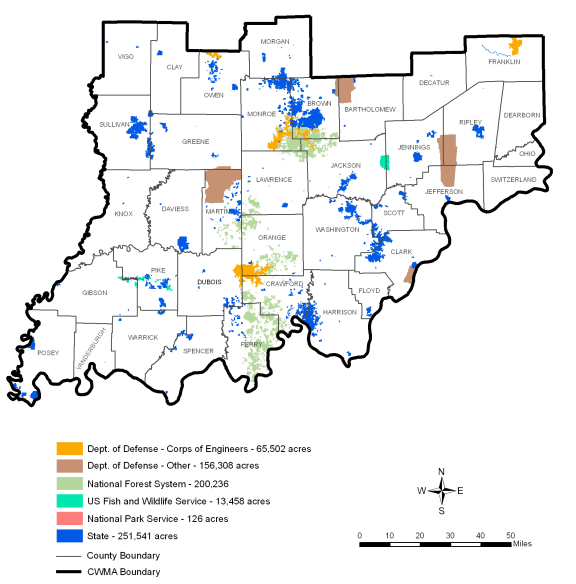 MORGAN
VIGO
CLAY
FRANKLIN
OWEN
DECATUR
MONROE
BROWN
BARTHOLOMEW
DEARBORN
SULLIVAN
RIPLEY
GREENE
JENNINGS
OHIO
JACKSON
LAWRENCE
SWITZERLAND
JEFFERSON
KNOX
DAVIESS
MARTIN
SCOTT
WASHINGTON
ORANGE
CLARK
PIKE
DUBOIS
CRAWFORD
GIBSON
FLOYD
HARRISON
WARRICK
PERRY
POSEY
VANDERBURGH
SPENCER
Dept. of Defense - Corps of Engineers - 65,502 acres
Dept. of Defense - Other - 156,308 acres
National Forest System - 200,236
US Fish and Wildlife Service - 13,458 acres
National Park Service - 126 acres
State - 251,541 acres
County Boundary
CWMA Boundary
N
W E
S
0 10 20 30 40 50
Miles